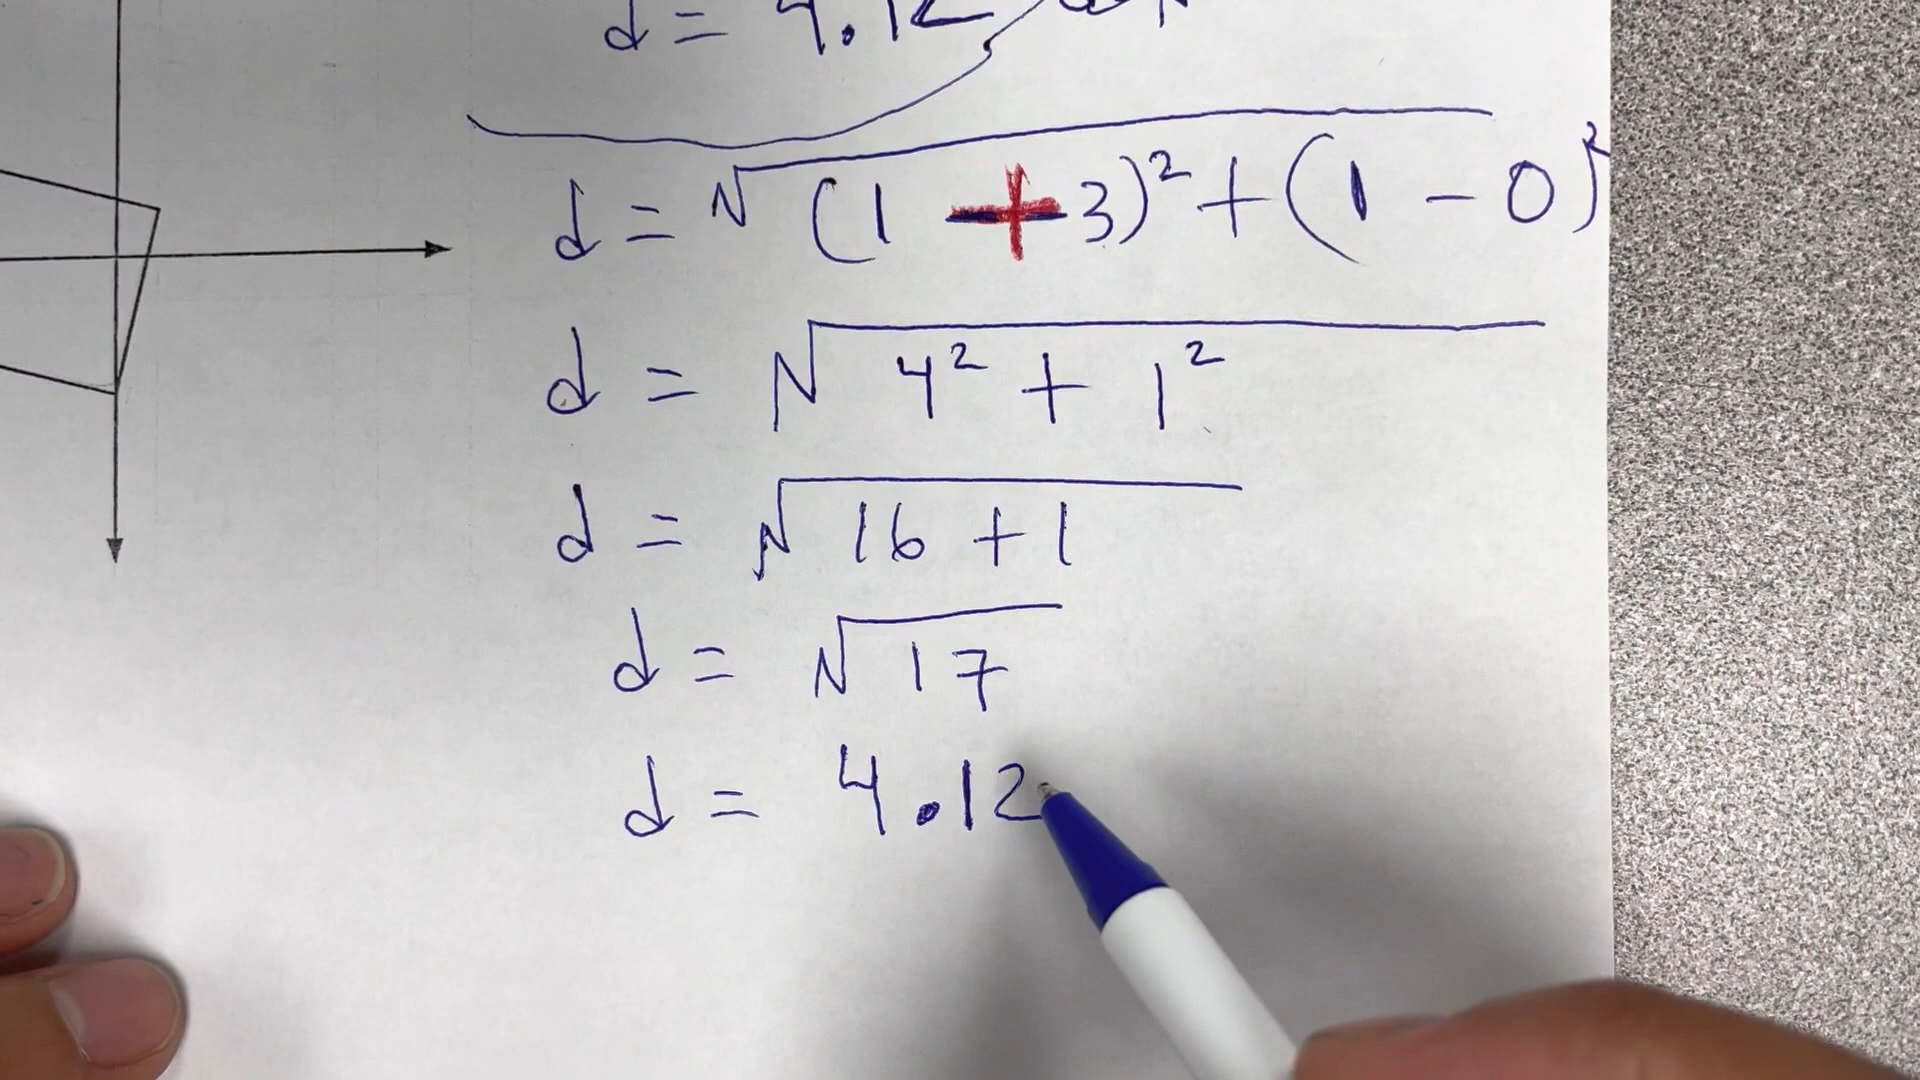 d = 4.12
d = √(1 + 3)² + (1 - 0)²
d = √4² + 1²
d = √16 + 1
d = √17
d = 4.12